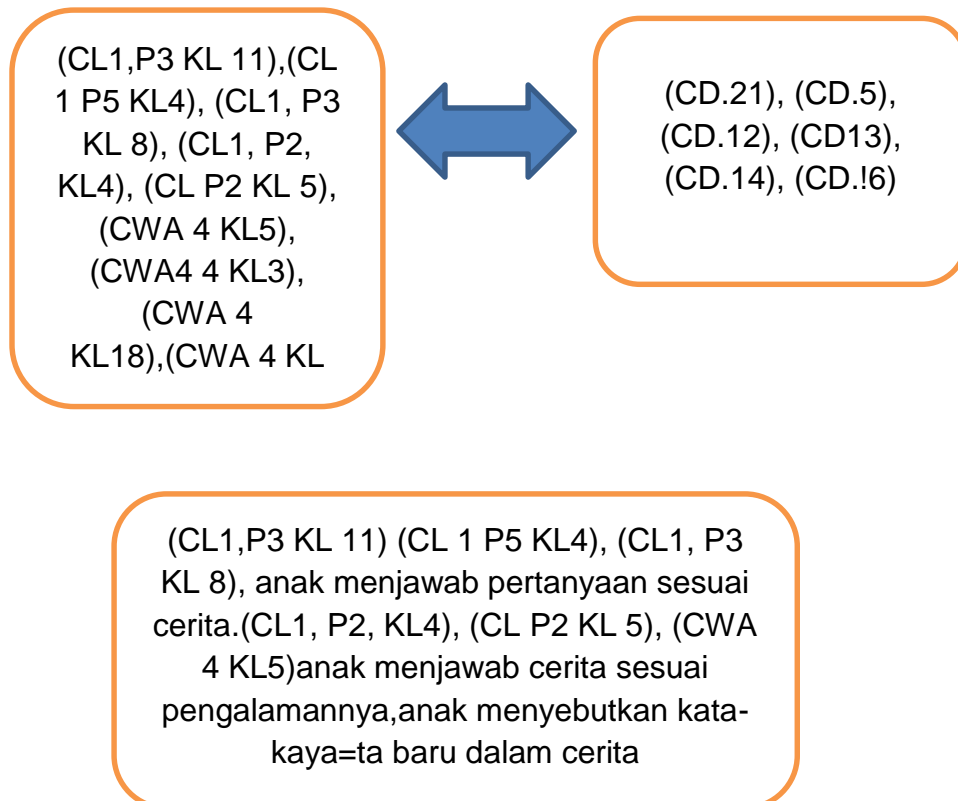 (CL1,P3 KL 11),(CL
1 P5 KL4), (CL1, P3
KL 8), (CL1, P2,
KL4), (CL P2 KL 5),
(CWA 4 KL5),
(CWA4 4 KL3),
(CWA 4
KL18),(CWA 4 KL
(CD.21), (CD.5),
(CD.12), (CD13),
(CD.14), (CD.!6)
(CL1,P3 KL 11) (CL 1 P5 KL4), (CL1, P3
KL 8), anak menjawab pertanyaan sesuai
cerita.(CL1, P2, KL4), (CL P2 KL 5), (CWA
4 KL5)anak menjawab cerita sesuai
pengalamannya,anak menyebutkan kata-
kaya=ta baru dalam cerita